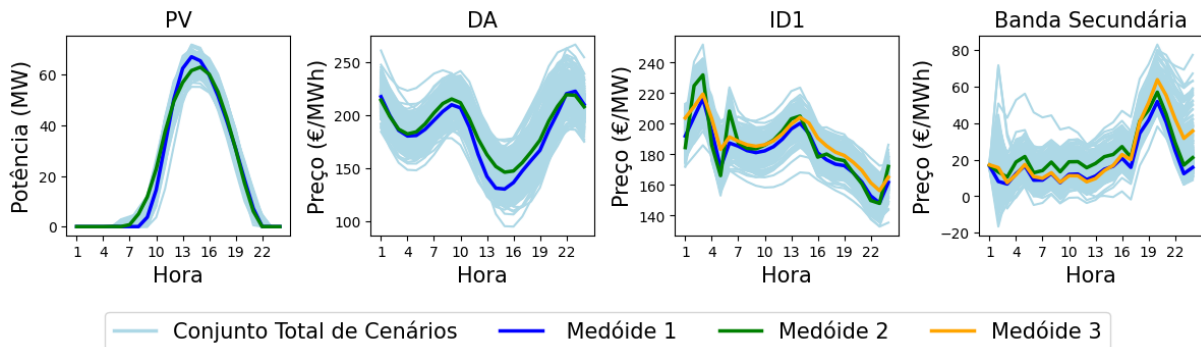 PV
Potência (MW)
60
40
20
0
1 4 7 10 13 16 19 22
Hora
DA
Preço (€/MWh)
250
200
150
100
1 4 7 10 13 16 19 22
Hora
ID1
Preço (€/MW)
240
220
200
180
160
140
1 4 7 10 13 16 19 22
Hora
Banda Secundária
Preço (€/MWh)
80
60
40
20
0
−20
1 4 7 10 13 16 19 22
Hora
Conjunto Total de Cenários Medóide 1 Medóide 2 Medóide 3